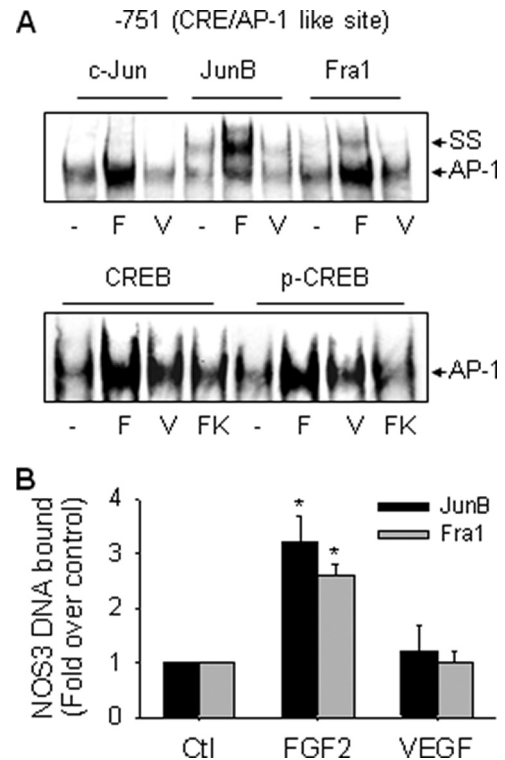 A
-751 (CRE/AP-1 like site)
c-Jun JunB Fra1
SS
AP-1
- F V - F V - F V
CREB p-CREB
AP-1
- F V FK - F V FK
B
NOS3 DNA bound
(Fold over control)
4
3
2
1
0
* *
JunB
Fra1
Ctl FGF2 VEGF